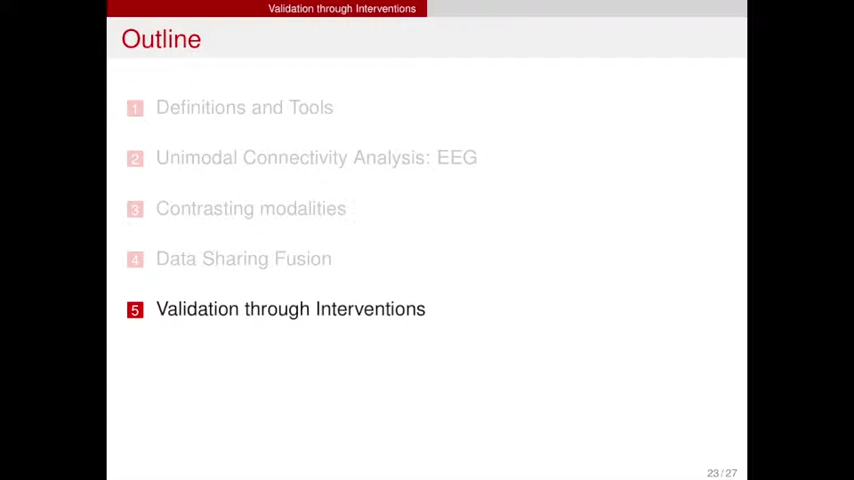 Validation through Interventions
Outline
1 Definitions and Tools
2 Unimodal Connectivity Analysis: EEG
3 Contrasting modalities
4 Data Sharing Fusion
5 Validation through Interventions
23 / 27